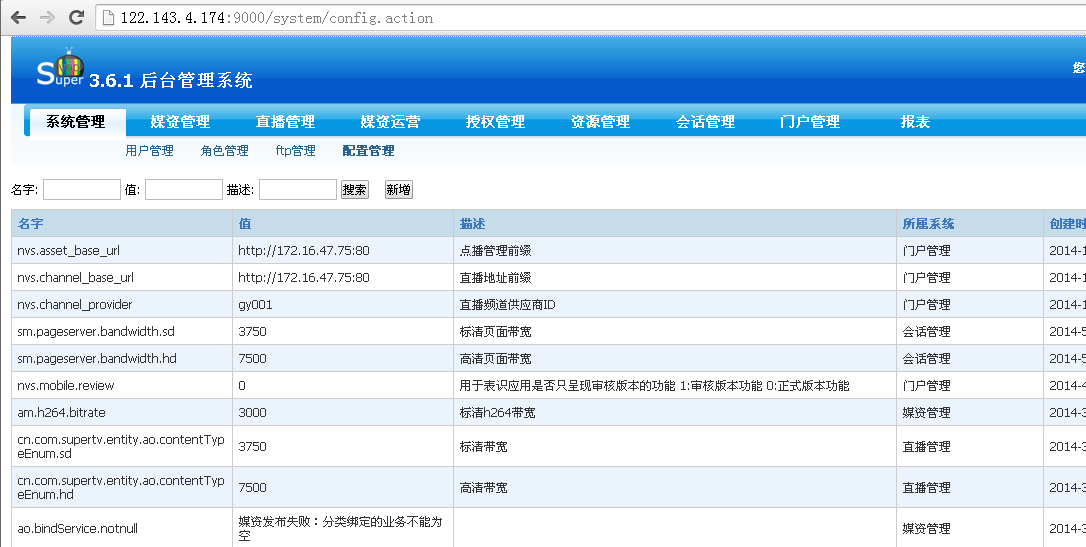 122.143.4.174:9000/system/config.action
Super 3.6.1 后台管理系统
您
系统管理 媒资管理 直播管理 媒资运营 授权管理 资源管理 会话管理 门户管理 报表
用户管理 角色管理 ftp管理 配置管理
名字: 值: 描述: 搜索 新增
名字 值 描述 所属系统 创建时
nvs.asset_base_url http://172.16.47.75:80 点播管理前缀 门户管理 2014-1
nvs.channel_base_url http://172.16.47.75:80 直播地址前缀 门户管理 2014-1
nvs.channel_provider gy001 直播频道供应商ID 门户管理 2014-1
sm.pageserver.bandwidth.sd 3750 标清页面带宽 会话管理 2014-5
sm.pageserver.bandwidth.hd 7500 高清页面带宽 会话管理 2014-5
nvs.mobile.review 0 用于表识应用是否只呈现审核版本的功能 1:审核版本功能 0:正式版本功能 门户管理 2014-4
am.h264.bitrate 3000 标清h264带宽 媒资管理 2014-3
cn.com.supertv.entity.ao.contentTyp
eEnum.sd 3750 标清带宽 直播管理 2014-3
cn.com.supertv.entity.ao.contentTyp
eEnum.hd 7500 高清带宽 直播管理 2014-3
ao.bindService.notnull 媒资发布失败：分类绑定的业务不能为
空 媒资管理 2014-3